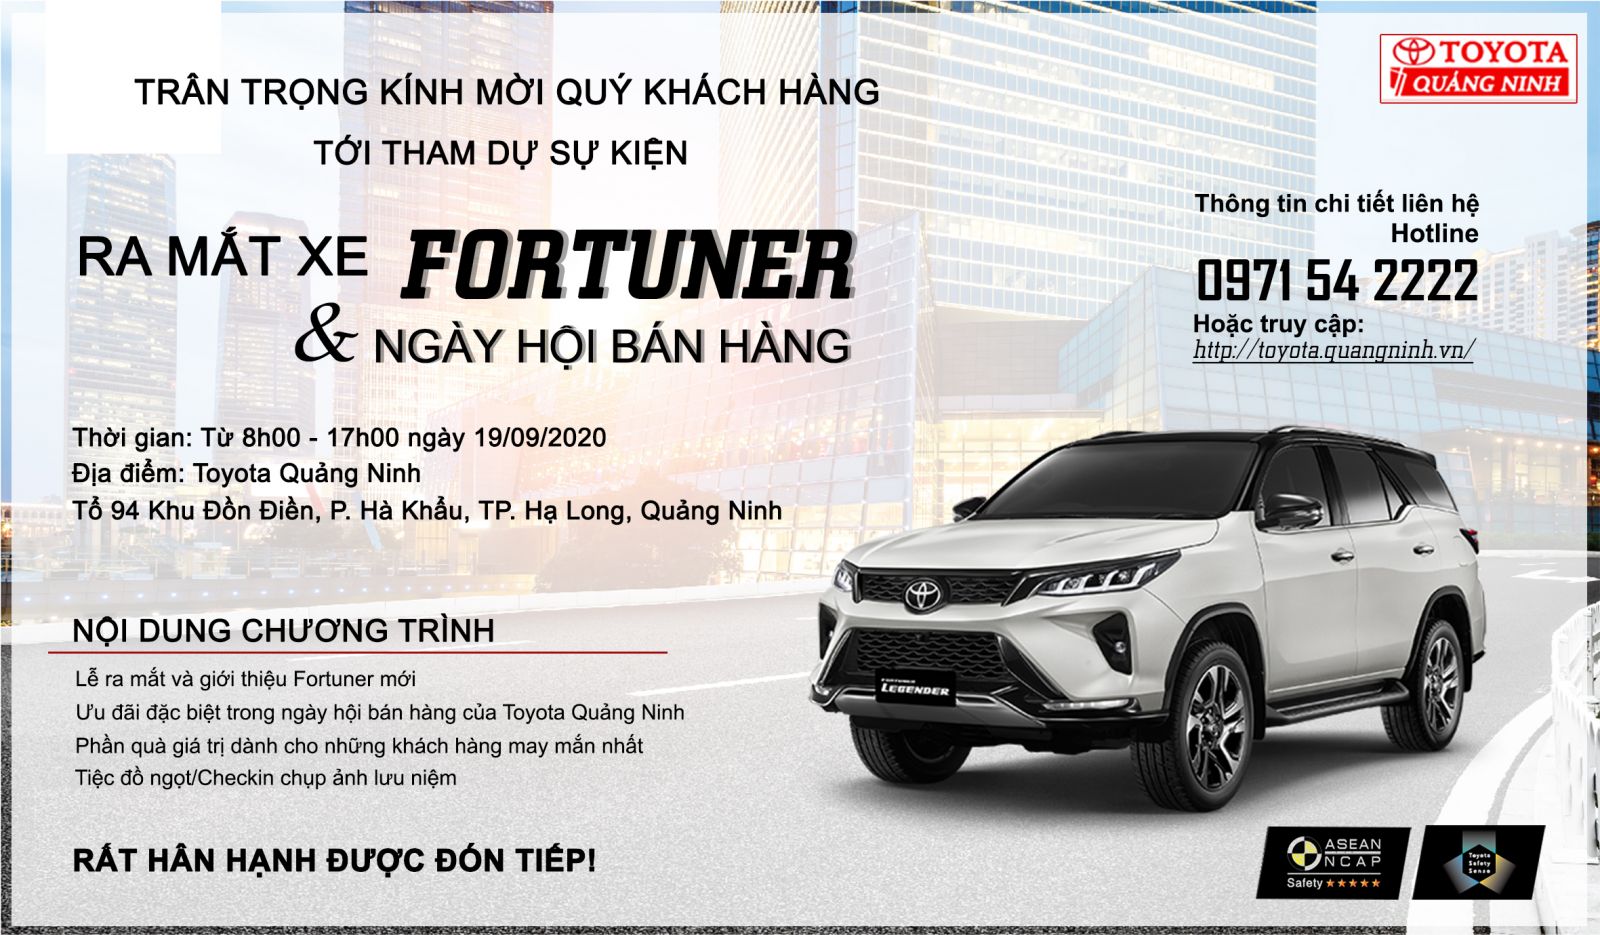 TRÂN TRỌNG KÍNH MỜI QUÝ KHÁCH HÀNG
TỚI THAM DỰ SỰ KIỆN
RA MẮT XE FORTUNER
& NGÀY HỘI BÁN HÀNG
Thời gian: Từ 8h00 - 17h00 ngày 19/09/2020
Địa điểm: Toyota Quảng Ninh
Tổ 94 Khu Đồn Điền, P. Hà Khẩu, TP. Hạ Long, Quảng Ninh
NỘI DUNG CHƯƠNG TRÌNH
Lễ ra mắt và giới thiệu Fortuner mới
Ưu đãi đặc biệt trong ngày hội bán hàng của Toyota Quảng Ninh
Phần quà giá trị dành cho những khách hàng may mắn nhất
Tiệc đồ ngọt/Checkin chụp ảnh lưu niệm
RẤT HÂN HẠNH ĐƯỢC ĐÓN TIẾP!
TOYOTA
QUẢNG NINH
Thông tin chi tiết liên hệ
Hotline
0971 54 2222
Hoặc truy cập:
http://toyota.quangninh.vn/
FORTUNER
LEGENDER
ASEAN
NCAP
Safety ★★★★★
Toyota
Safety
Sense